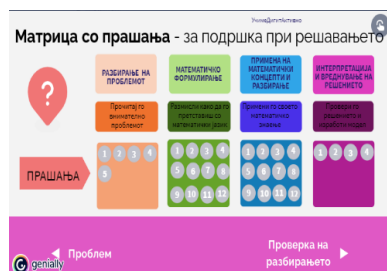 УчимеДигитАктивно
Матрица со прашања - за подршка при решавањето
РАЗБИРАЊЕ НА
ПРОБЛЕМОТ
МАТЕМАТИЧКО
ФОРМУЛИРАЊЕ
ПРИМЕНА НА
МАТЕМАТИЧКИ
КОНЦЕПТИ И
РАЗБИРАЊЕ
ИНТЕРПРЕТАЦИЈА
И ВРЕДНУВАЊЕ НА
РЕШЕНИЕТО
?
Прочитај го
внимателно
проблемот
Размисли како да го
претставиш со
математички јазик
Примени го своето
математичко
знаење
Провери го
решението и
изработи модел
ПРАШАЊА
1 2 3 4
5
1 2 3 4
5 6 7 8
9 10 11 12
1 2 3 4
5 6 7 8
9 10 11 12
1 2 3 4
Проблем
Проверка на
разбирањето
genially